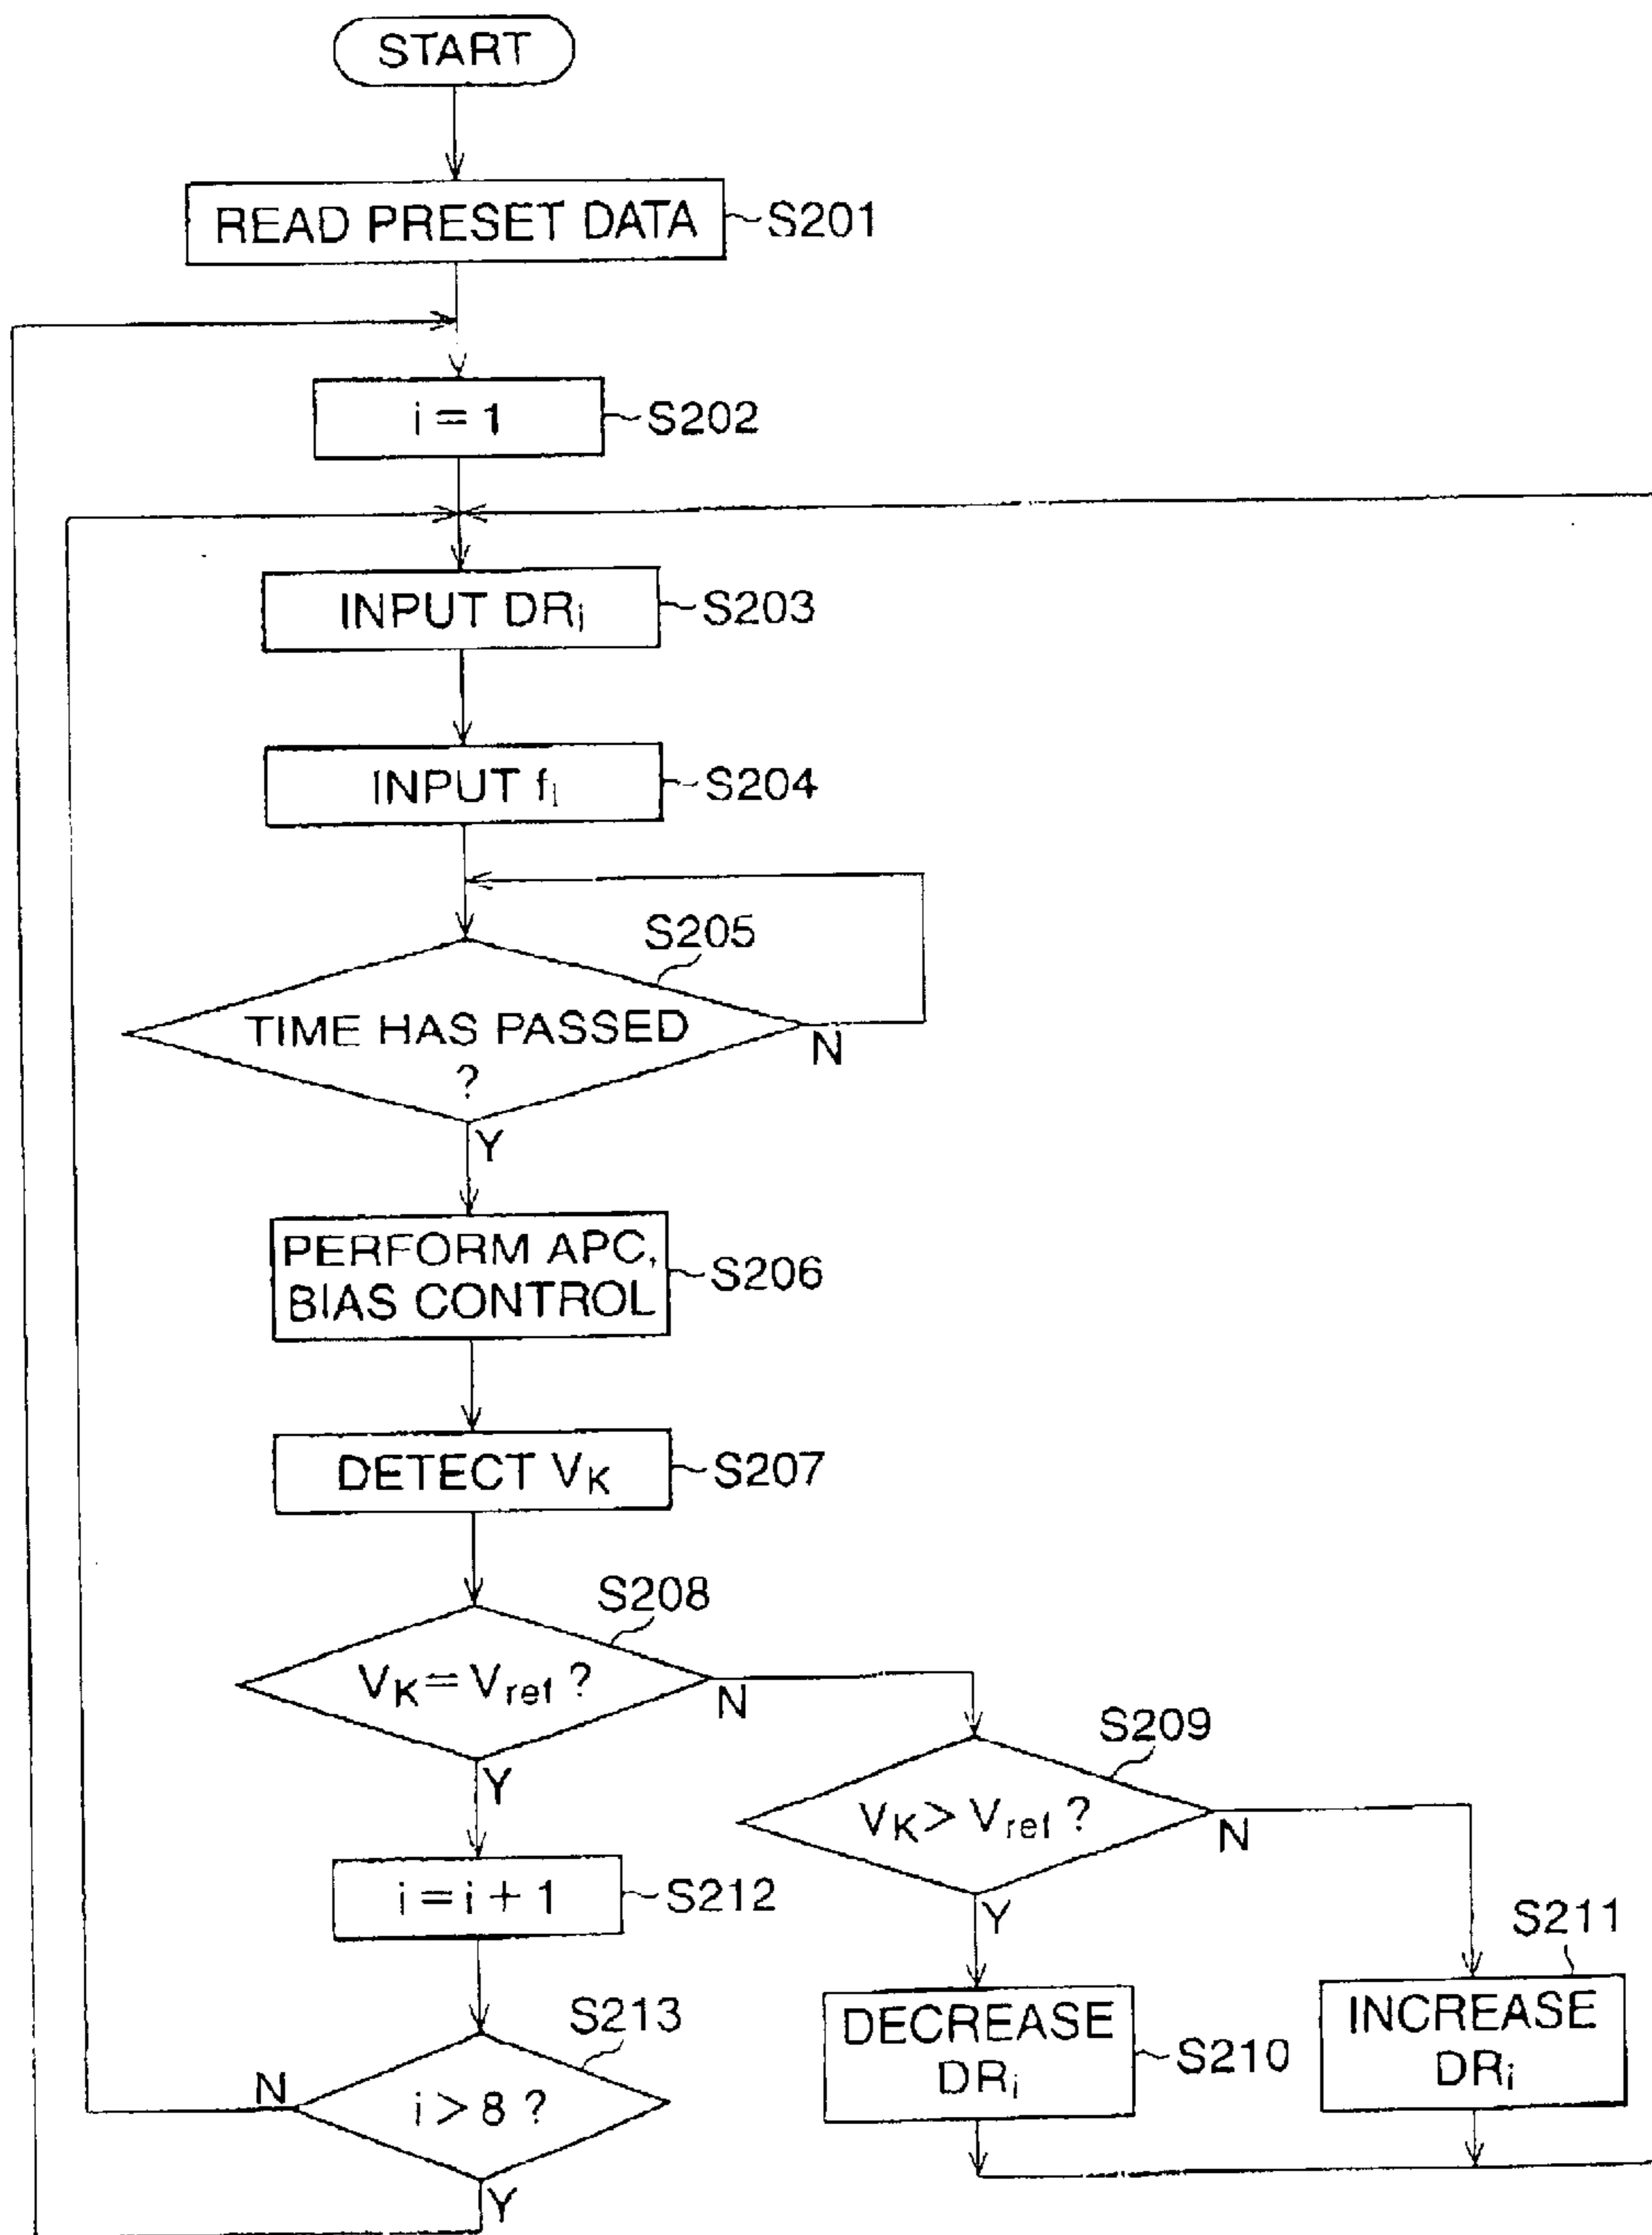 START
READ PRESET DATA
S201
i = 1
S202
INPUT DRi
S203
INPUT fi
S204
S205
TIME HAS PASSED
?
N
Y
PERFORM APC,
BIAS CONTROL
S206
DETECT VK
S207
S208
VK = Vref ?
N
Y
S209
VK > Vref ?
N
Y
i = i + 1
S212
S211
DECREASE
DRi
S210
INCREASE
DRi
S213
N
i > 8 ?
Y